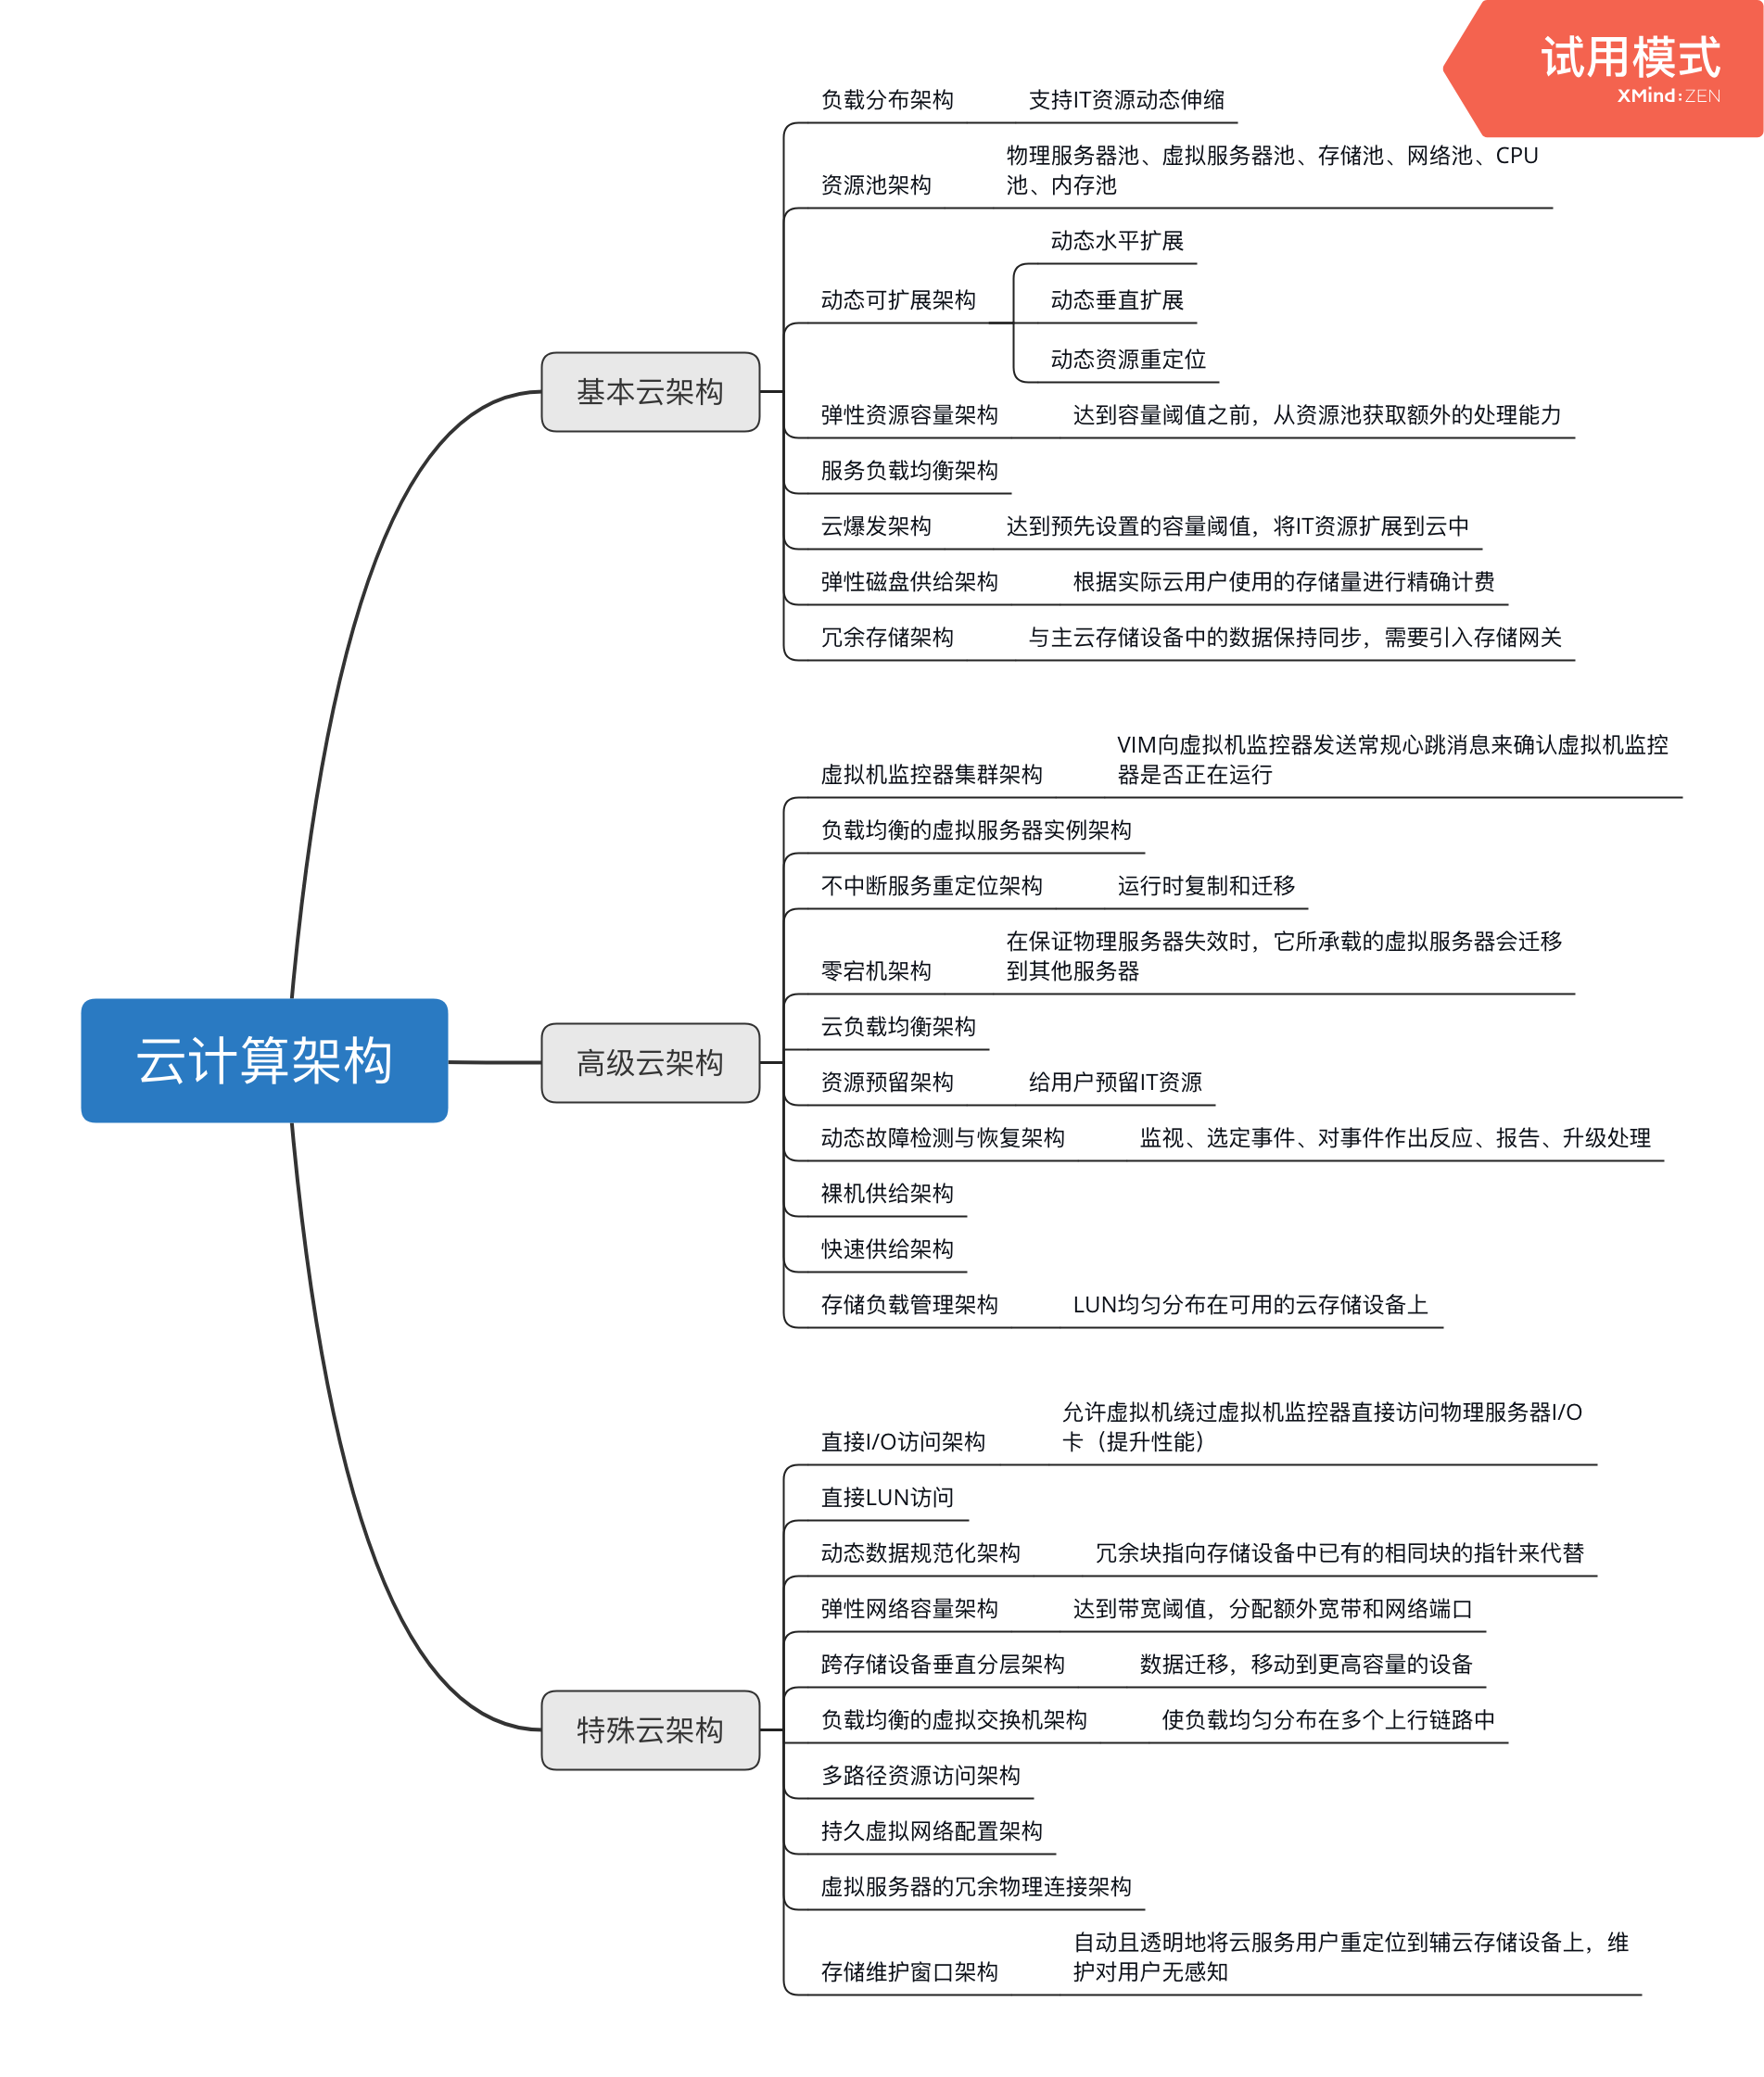 试用模式
XMind:ZEN
云计算架构
基本云架构
负载分布架构
支持IT资源动态伸缩
资源池架构
物理服务器池、虚拟服务器池、存储池、网络池、CPU
池、内存池
动态可扩展架构
动态水平扩展
动态垂直扩展
动态资源重定位
弹性资源容量架构
达到容量阈值之前，从资源池获取额外的处理能力
服务负载均衡架构
云爆发架构
达到预先设置的容量阈值，将IT资源扩展到云中
弹性磁盘供给架构
根据实际云用户使用的存储量进行精确计费
冗余存储架构
与主云存储设备中的数据保持同步，需要引入存储网关
高级云架构
虚拟机监控器集群架构
VIM向虚拟机监控器发送常规心跳消息来确认虚拟机监控
器是否正在运行
负载均衡的虚拟服务器实例架构
不中断服务重定位架构
运行时复制和迁移
零宕机架构
在保证物理服务器失效时，它所承载的虚拟服务器会迁移
到其他服务器
云负载均衡架构
资源预留架构
给用户预留IT资源
动态故障检测与恢复架构
监视、选定事件、对事件作出反应、报告、升级处理
裸机供给架构
快速供给架构
存储负载管理架构
LUN均匀分布在可用的云存储设备上
特殊云架构
直接I/O访问架构
允许虚拟机绕过虚拟机监控器直接访问物理服务器I/O
卡（提升性能）
直接LUN访问
动态数据规范化架构
冗余块指向存储设备中已有的相同块的指针来代替
弹性网络容量架构
达到带宽阈值，分配额外宽带和网络端口
跨存储设备垂直分层架构
数据迁移，移动到更高容量的设备
负载均衡的虚拟交换机架构
使负载均匀分布在多个上行链路中
多路径资源访问架构
持久虚拟网络配置架构
虚拟服务器的冗余物理连接架构
存储维护窗口架构
自动且透明地将云服务用户重定位到辅云存储设备上，维
护对用户无感知